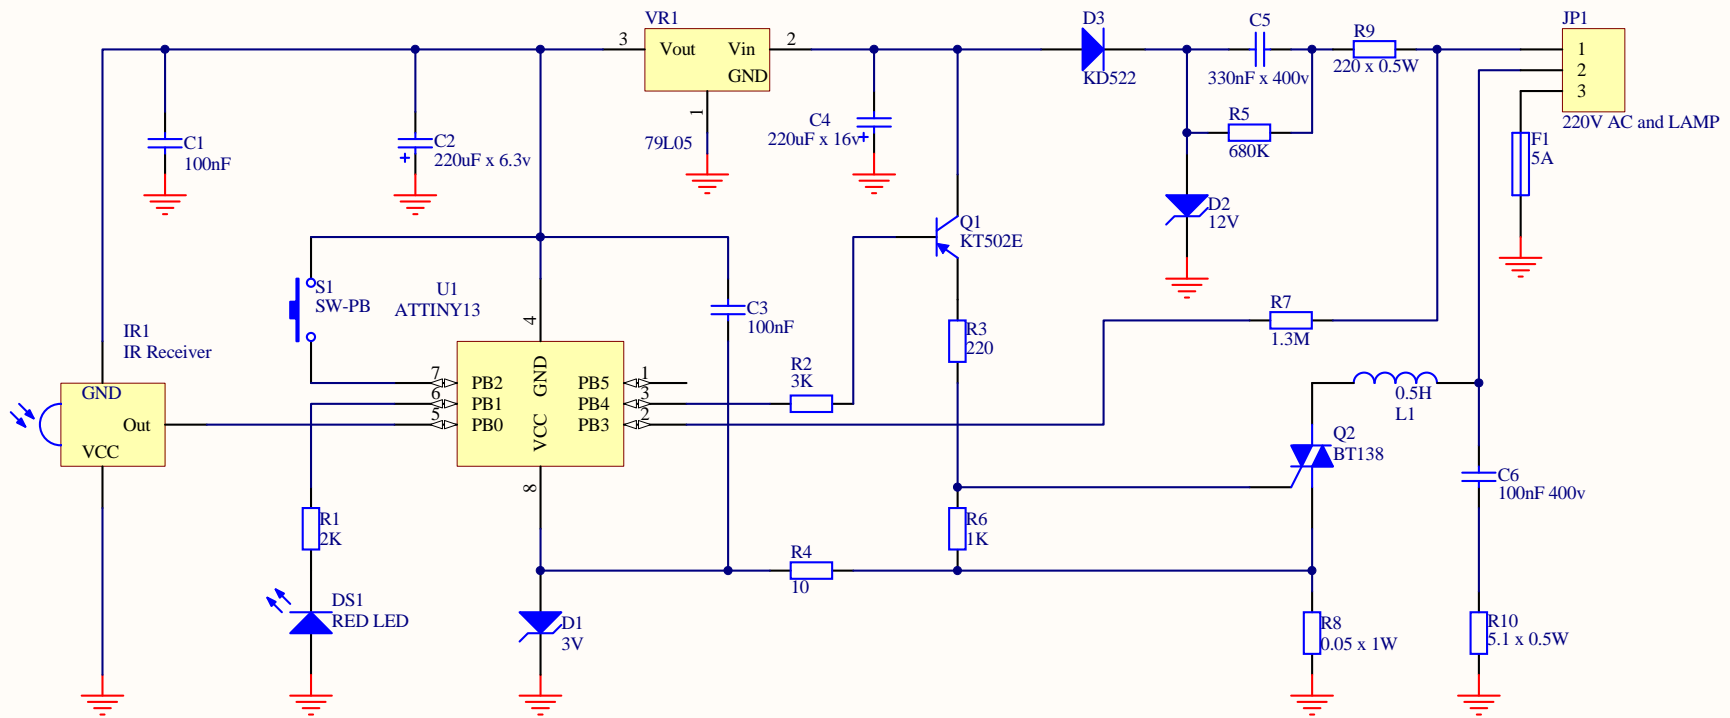 VR1
3
Vout
Vin
2
GND
1
79L05
C1
100nF
C2
220uF x 6.3v
C4
220uF x 16v
D3
KD522
C5
330nF x 400v
R9
220 x 0.5W
JP1
1
2
3
220V AC and LAMP
R5
680K
F1
5A
D2
12V
Q1
KT502E
S1
SW-PB
U1
ATTINY13
4
C3
100nF
R3
220
R7
1.3M
IR1
IR Receiver
GND
Out
VCC
7
6
5
PB2
PB1
PB0
GND
VCC
PB5
PB4
PB3
1
3
2
8
R2
3K
0.5H
L1
Q2
BT138
C6
100nF 400v
R1
2K
R6
1K
R4
10
DS1
RED LED
D1
3V
R8
0.05 x 1W
R10
5.1 x 0.5W